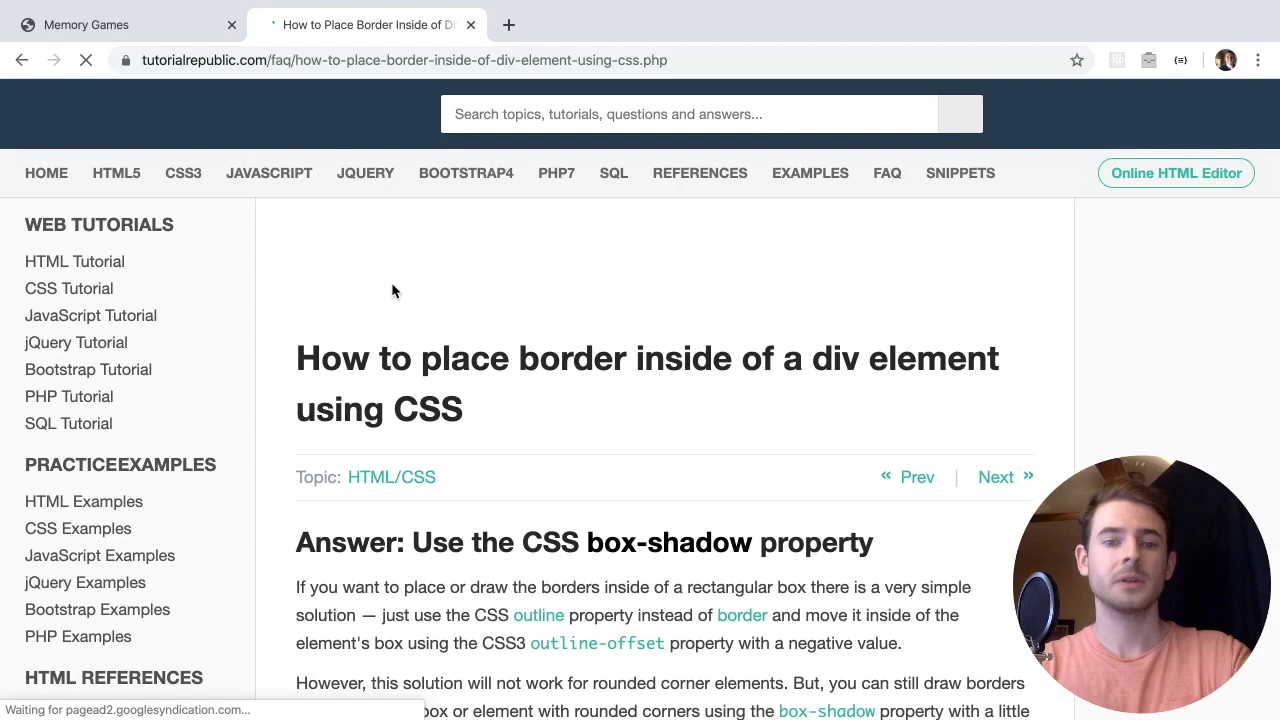 Memory Games
How to Place Border Inside of Di
tutorialrepublic.com/faq/how-to-place-border-inside-of-div-element-using-css.php
Search topics, tutorials, questions and answers...
HOME HTML5 CSS3 JAVASCRIPT JQUERY BOOTSTRAP4 PHP7 SQL REFERENCES EXAMPLES FAQ SNIPPETS Online HTML Editor
WEB TUTORIALS
HTML Tutorial
CSS Tutorial
JavaScript Tutorial
jQuery Tutorial
Bootstrap Tutorial
PHP Tutorial
SQL Tutorial
PRACTICEEXAMPLES
HTML Examples
CSS Examples
JavaScript Examples
jQuery Examples
Bootstrap Examples
PHP Examples
HTML REFERENCES
Waiting for pagead2.googlesyndication.com...
How to place border inside of a div element
using CSS
Topic: HTML/CSS « Prev | Next »
Answer: Use the CSS box-shadow property
If you want to place or draw the borders inside of a rectangular box there is a very simple
solution — just use the CSS outline property instead of border and move it inside of the
element's box using the CSS3 outline-offset property with a negative value.
However, this solution will not work for rounded corner elements. But, you can still draw borders
box or element with rounded corners using the box-shadow property with a little